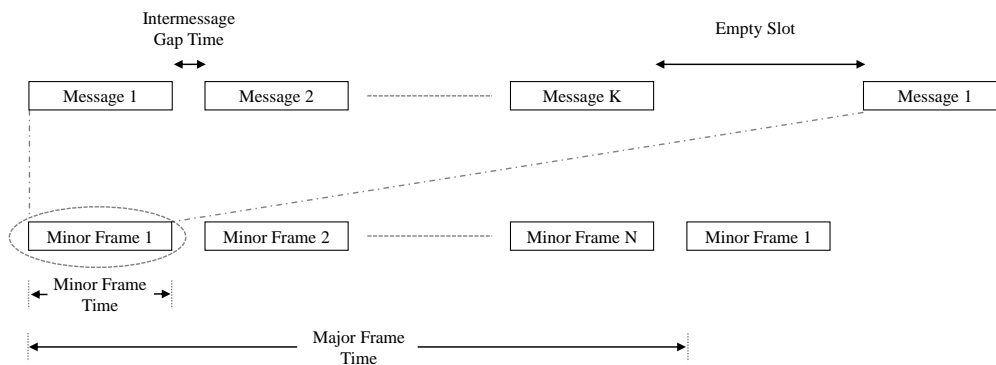 Intermessage
Gap Time
Empty Slot
Message 1
Message 2
Message K
Message 1
Minor Frame 1
Minor Frame 2
Minor Frame N
Minor Frame 1
Minor Frame
Time
Major Frame
Time